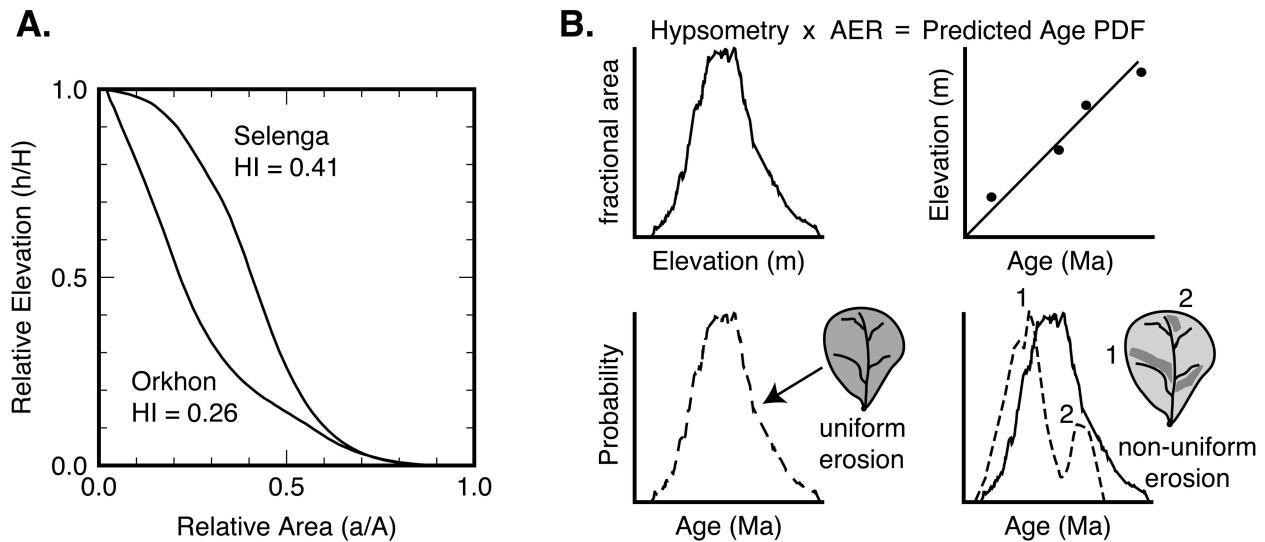 A.
1.0
0.5
0.0
0.0
0.5
1.0
Relative Elevation (h/H)
Relative Area (a/A)
Selenga
HI = 0.41
Orkhon
HI = 0.26
B.
Hypsometry x AER = Predicted Age PDF
fractional area
Elevation (m)
Elevation (m)
Age (Ma)
Probability
Age (Ma)
uniform
erosion
1
2
1
2
non-uniform
erosion
Age (Ma)